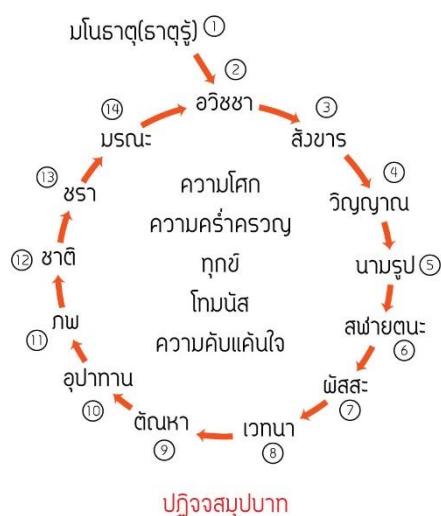 มโนธาตุ(ธาตุรู้) ①
② อวิชชา
③ สังขาร
④ วิญญาณ
นามรูป ⑤
สฬายตนะ ⑥
ผัสสะ ⑦
เวทนา ⑧
ตัณหา ⑨
อุปาทาน ⑩
ภพ ⑪
⑫ ชาติ
⑬ ชรา
⑭ มรณะ
ความโศก
ความคร่ำครวญ
ทุกข์
โทมนัส
ความคับแค้นใจ
ปฏิจจสมุปบาท